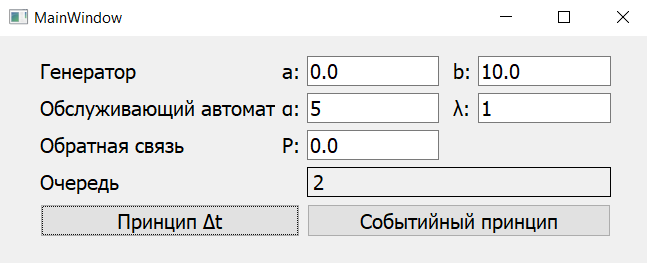 MainWindow
Генератор a: 0.0 b: 10.0
Обслуживающий автомат α: 5 λ: 1
Обратная связь P: 0.0
Очередь 2
Принцип Δt Событийный принцип